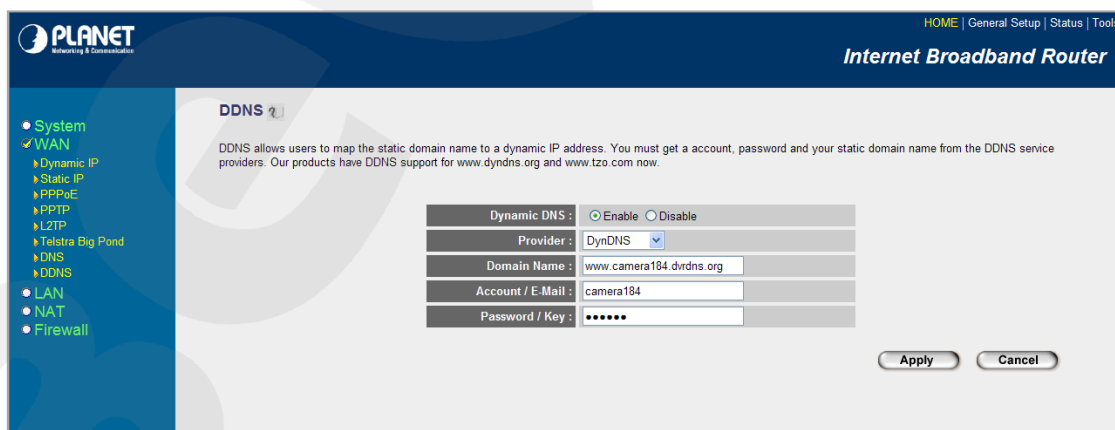 PLANET
Networking & Communication
HOME | General Setup | Status | Tools
Internet Broadband Router
System
WAN
Dynamic IP
Static IP
PPPoE
PPTP
L2TP
Telstra Big Pond
DNS
DDNS
LAN
NAT
Firewall
DDNS
DDNS allows users to map the static domain name to a dynamic IP address. You must get a account, password and your static domain name from the DDNS service
providers. Our products have DDNS support for www.dyndns.org and www.tzo.com now.
Dynamic DNS : Enable Disable
Provider : DynDNS
Domain Name : www.camera184.dvrdns.org
Account / E-Mail : camera184
Password / Key : ••••••
Apply Cancel